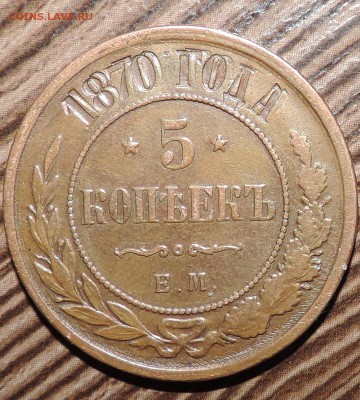 COINS.LAVE.RU
1870 ГОДА
5
КОПѢЕКЪ
Е.М.